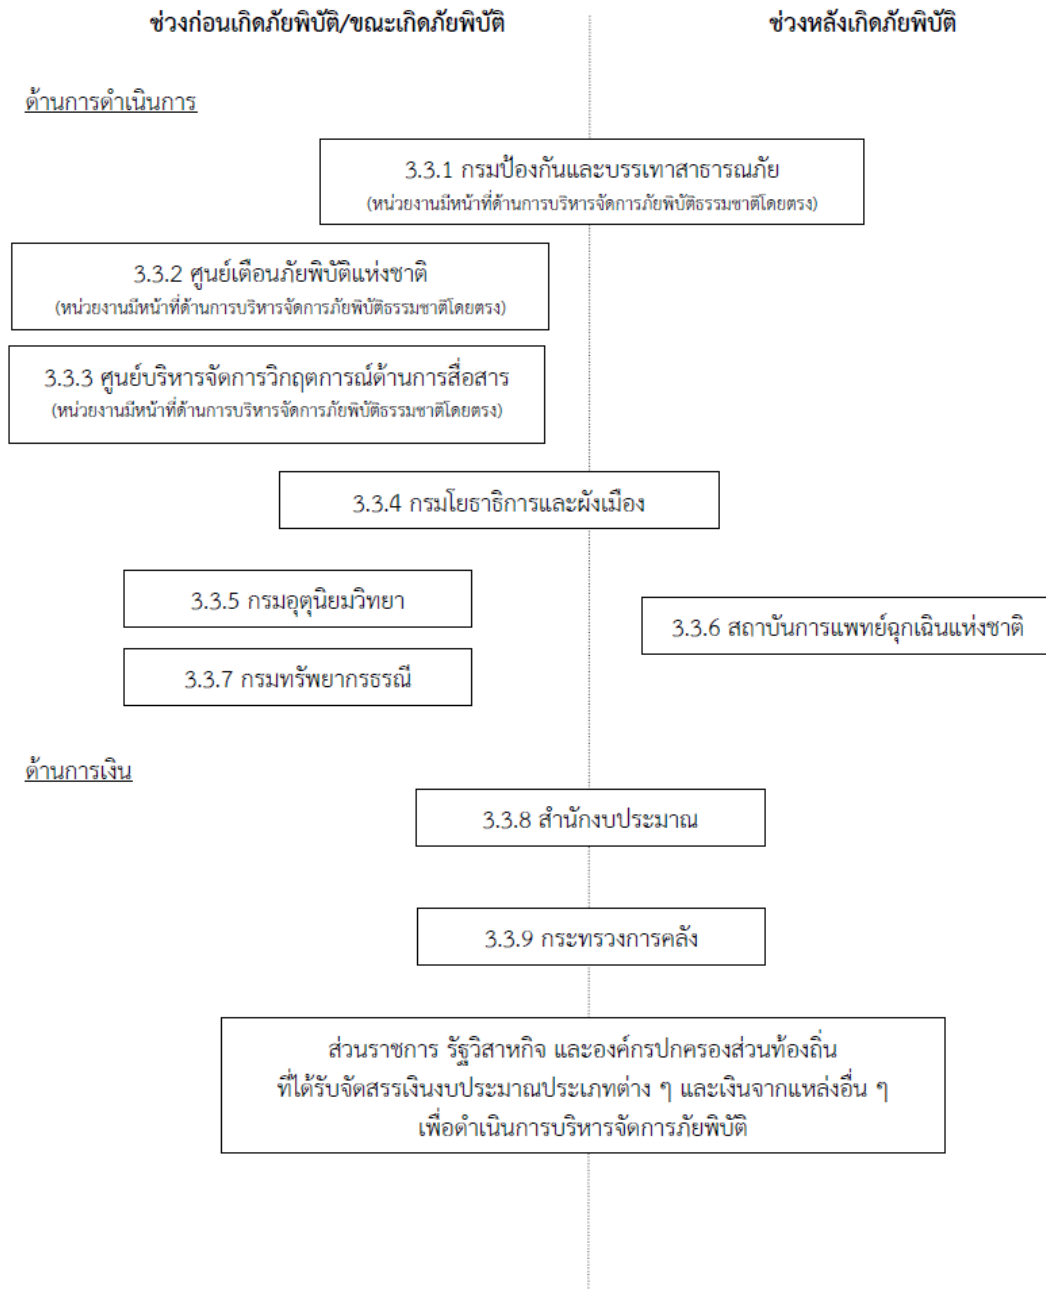 ช่วงก่อนเกิดภัยพิบัติ/ขณะเกิดภัยพิบัติ
ช่วงหลังเกิดภัยพิบัติ
ด้านการดำเนินการ
3.3.1 กรมป้องกันและบรรเทาสาธารณภัย
(หน่วยงานมีหน้าที่ด้านการบริหารจัดการภัยพิบัติธรรมชาติโดยตรง)
3.3.2 ศูนย์เตือนภัยพิบัติแห่งชาติ
(หน่วยงานมีหน้าที่ด้านการบริหารจัดการภัยพิบัติธรรมชาติโดยตรง)
3.3.3 ศูนย์บริหารจัดการวิกฤตการณ์ด้านการสื่อสาร
(หน่วยงานมีหน้าที่ด้านการบริหารจัดการภัยพิบัติธรรมชาติโดยตรง)
3.3.4 กรมโยธาธิการและผังเมือง
3.3.5 กรมอุตุนิยมวิทยา
3.3.6 สถาบันการแพทย์ฉุกเฉินแห่งชาติ
3.3.7 กรมทรัพยากรธรณี
ด้านการเงิน
3.3.8 สำนักงบประมาณ
3.3.9 กระทรวงการคลัง
ส่วนราชการ รัฐวิสาหกิจ และองค์กรปกครองส่วนท้องถิ่น
ที่ได้รับจัดสรรเงินงบประมาณประเภทต่าง ๆ และเงินจากแหล่งอื่น ๆ
เพื่อดำเนินการบริหารจัดการภัยพิบัติ